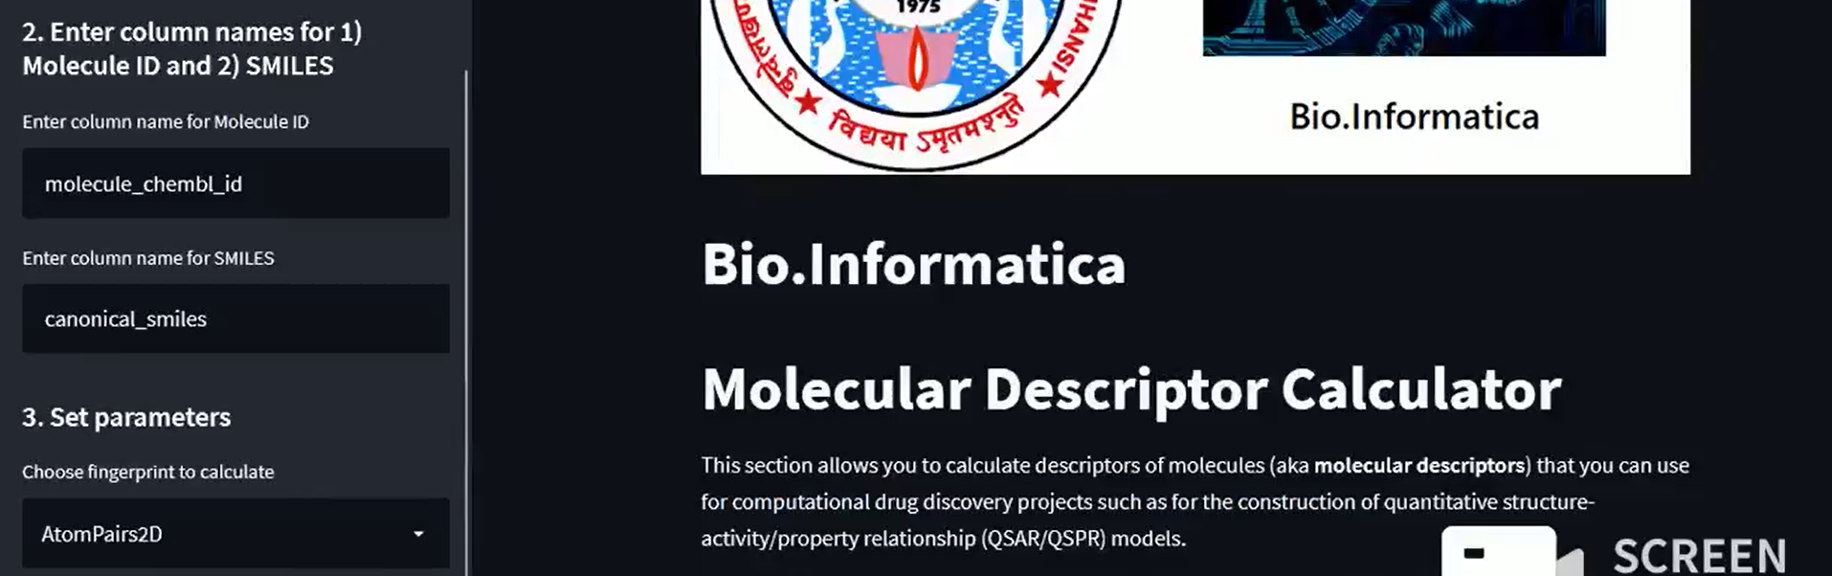 2. Enter column names for 1)
Molecule ID and 2) SMILES
Enter column name for Molecule ID
molecule_chembl_id
Enter column name for SMILES
canonical_smiles
3. Set parameters
Choose fingerprint to calculate
AtomPairs2D
1975
HANSI
विद्यया ऽमृतमश्नुते
Bio.Informatica
Bio.Informatica
Molecular Descriptor Calculator
This section allows you to calculate descriptors of molecules (aka molecular descriptors) that you can use
for computational drug discovery projects such as for the construction of quantitative structure-
activity/property relationship (QSAR/QSPR) models.
SCREEN